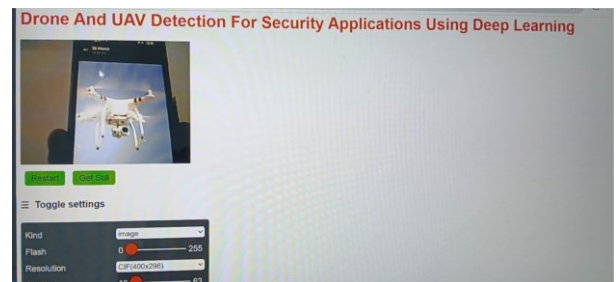 Drone And UAV Detection For Security Applications Using Deep Learning
Restart Get Still
☰ Toggle settings
Kind image
Flash 0 255
Resolution CIF(400x296)
63